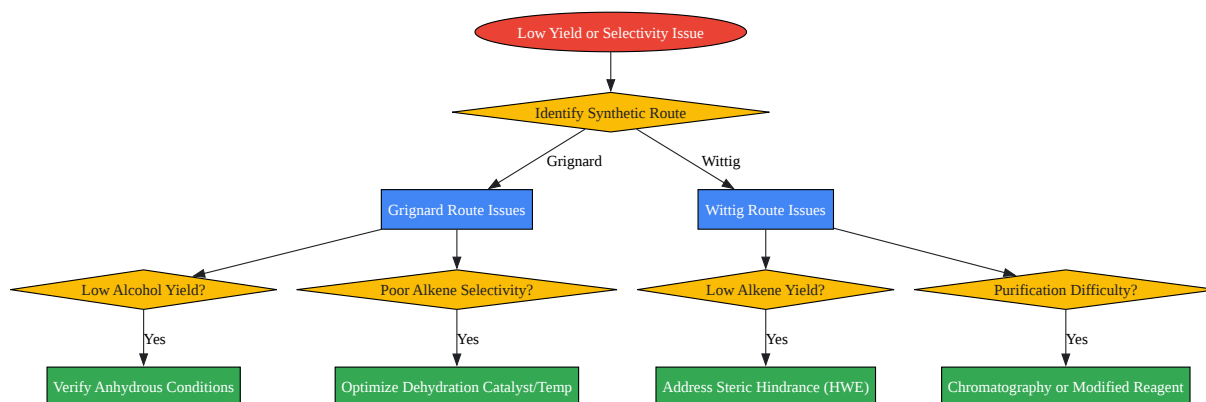 Low Yield or Selectivity Issue
Identify Synthetic Route
Grignard
Wittig
Grignard Route Issues
Wittig Route Issues
Low Alcohol Yield?
Poor Alkene Selectivity?
Low Alkene Yield?
Purification Difficulty?
Yes
Yes
Yes
Yes
Verify Anhydrous Conditions
Optimize Dehydration Catalyst/Temp
Address Steric Hindrance (HWE)
Chromatography or Modified Reagent